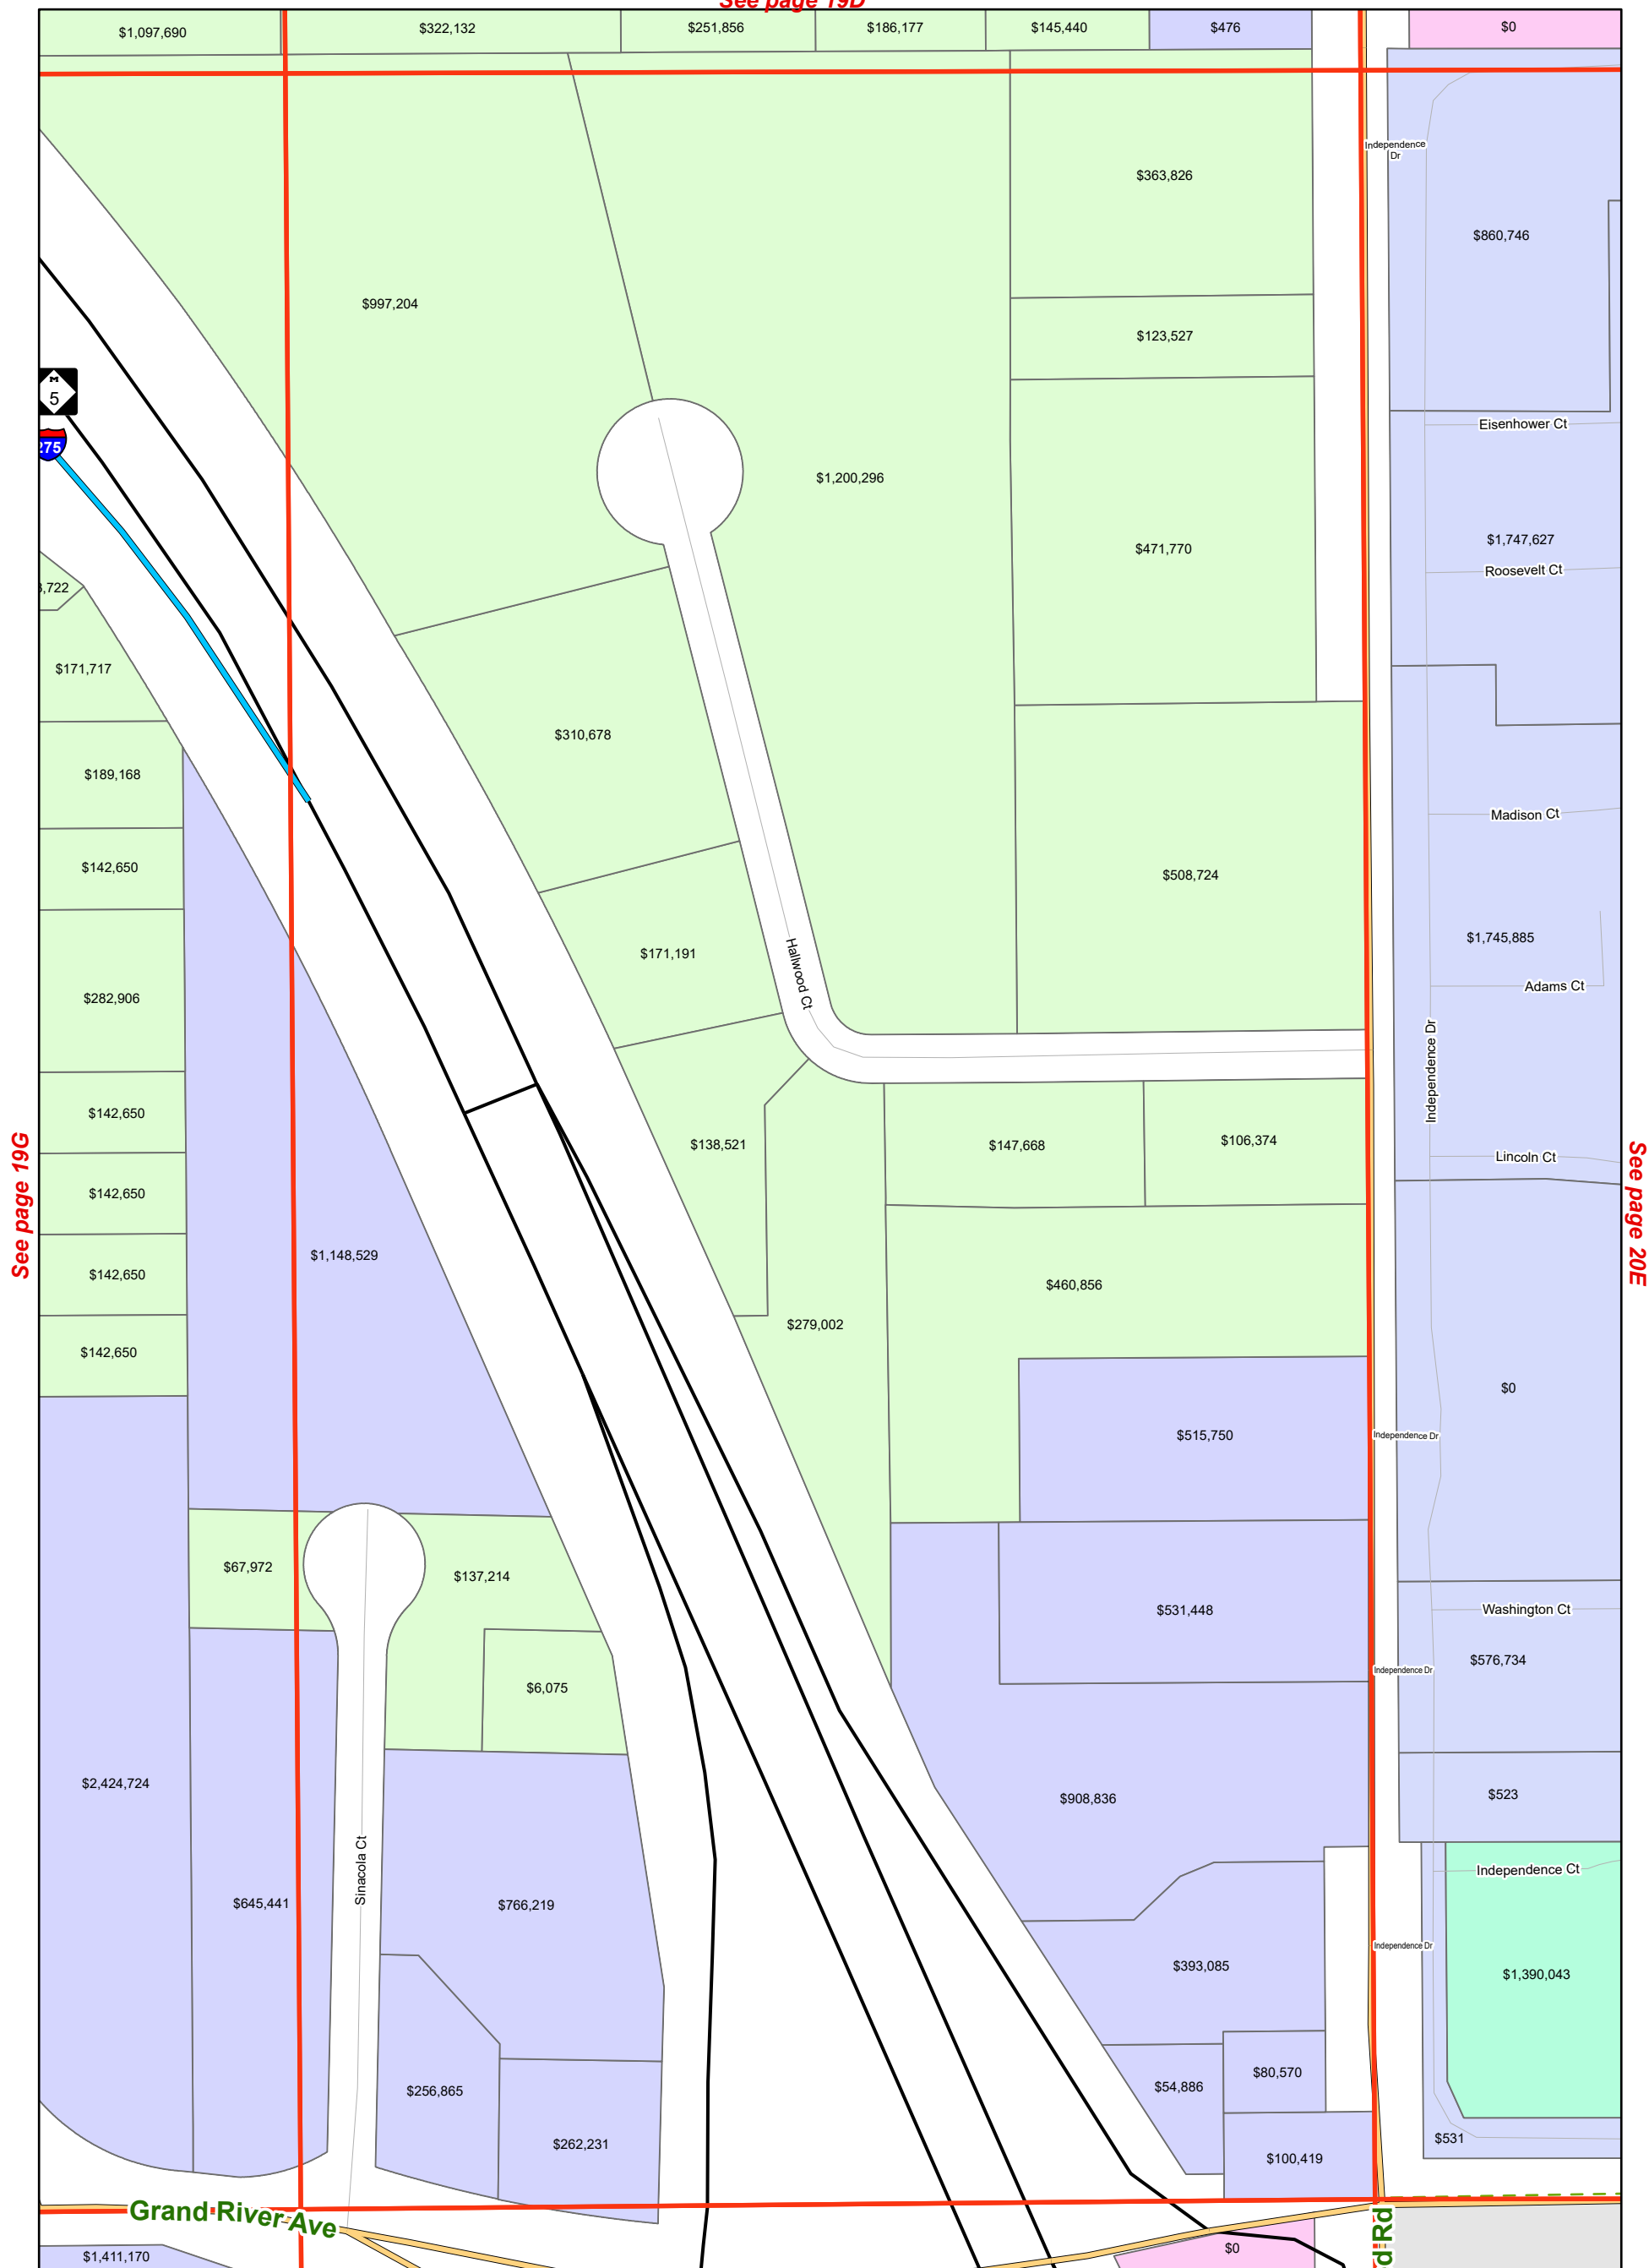 See page 19D
$1,097,690
$322,132
$251,856
$186,177
$145,440
$476
$0
Independence
Dr
$363,826
$860,746
$997,204
$123,527
M
5
275
Eisenhower Ct
$1,200,296
$471,770
$1,747,627
Roosevelt Ct
,722
$171,717
$310,678
$189,168
Madison Ct
$142,650
$508,724
$171,191
$1,745,885
Hallwood Ct
Adams Ct
$282,906
Independence Dr
$142,650
$138,521
$147,668
$106,374
Lincoln Ct
See page 19G
See page 20E
$142,650
$1,148,529
$142,650
$460,856
$279,002
$142,650
$0
$515,750
Independence Dr
$67,972
$137,214
$531,448
Washington Ct
$576,734
Independence Dr
$6,075
$2,424,724
$908,836
$523
Sinacola Ct
Independence Ct
$645,441
$766,219
Independence Dr
$393,085
$1,390,043
$256,865
$54,886
$80,570
$262,231
$100,419
$531
Grand River Ave
d Rd
$1,411,170
$0